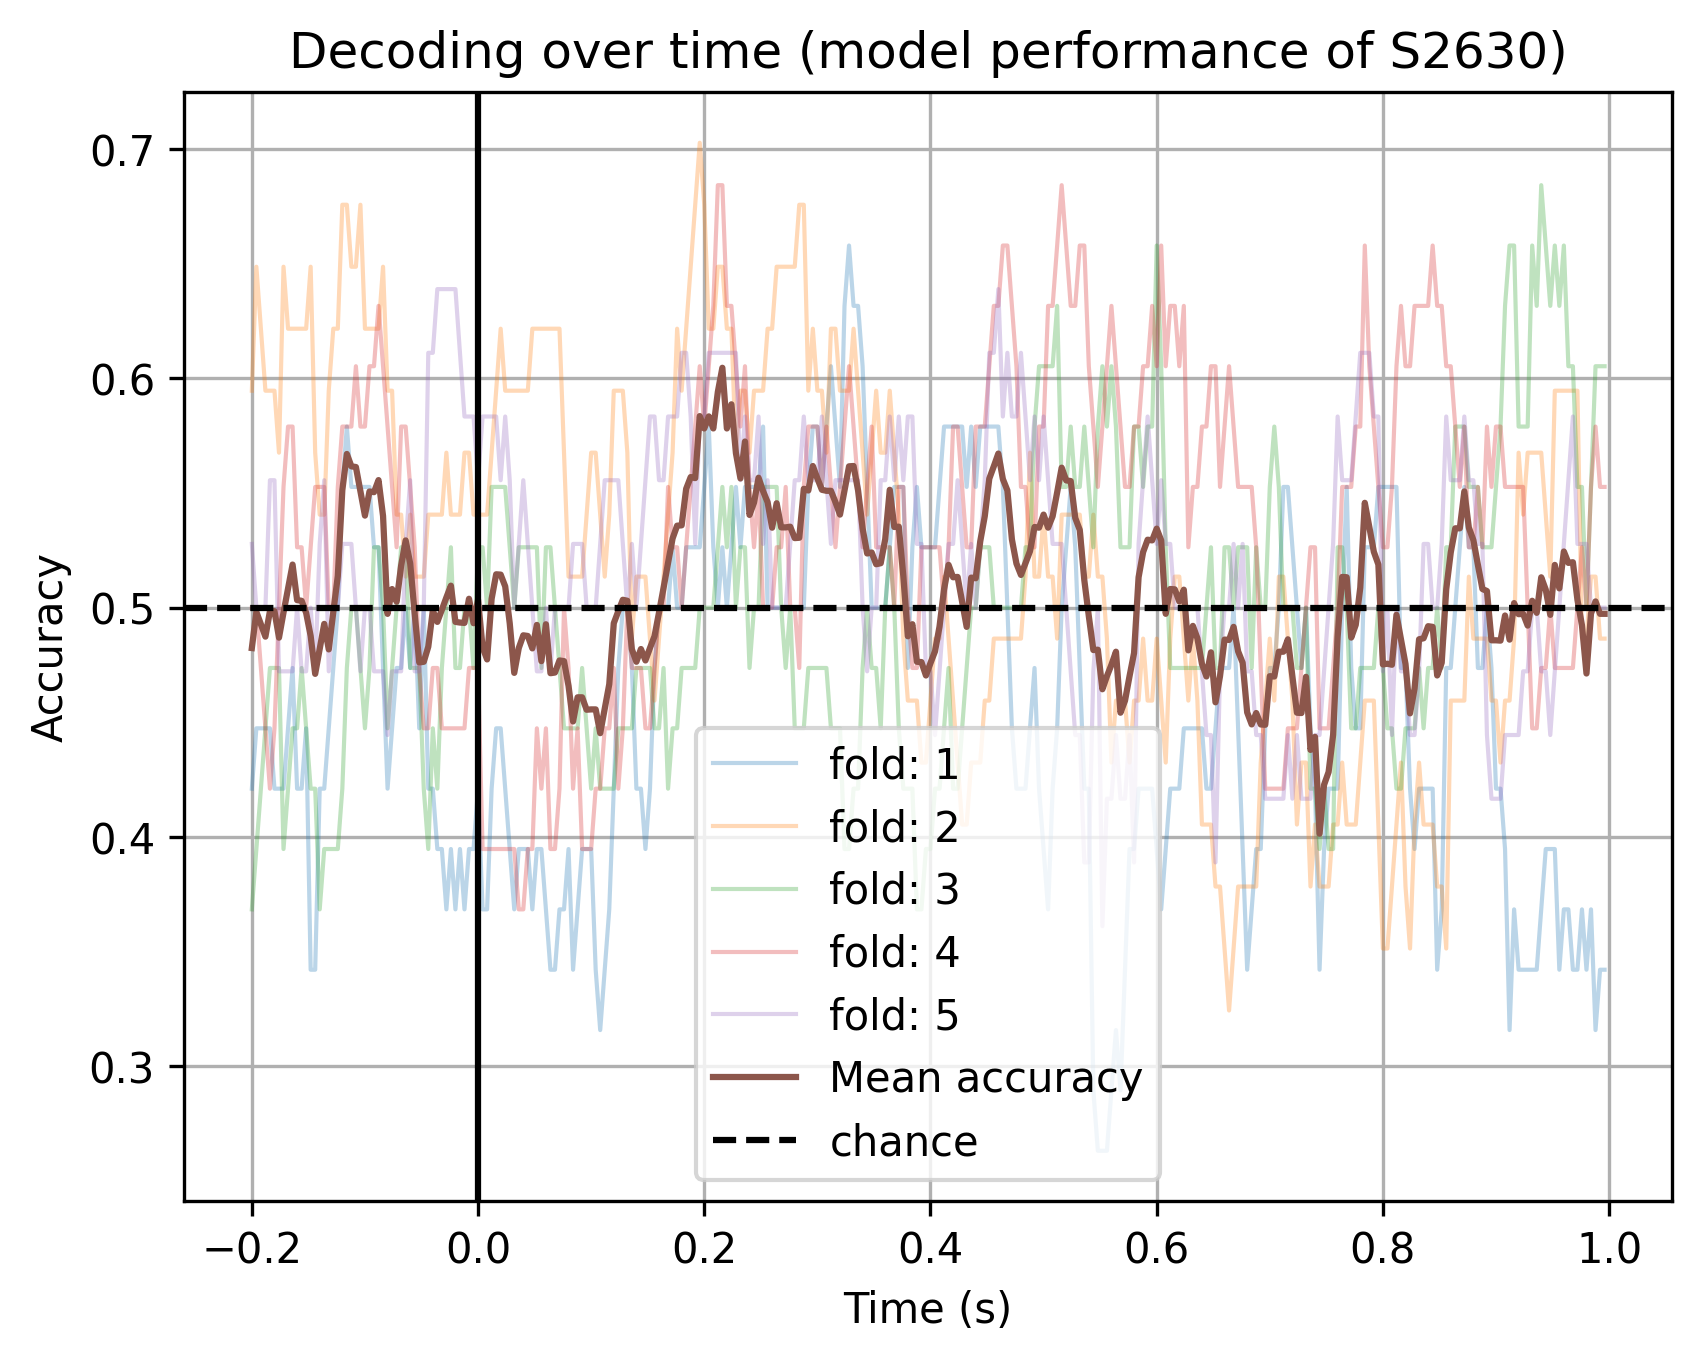 Decoding over time (model performance of S2630)
Accuracy
0.7
0.6
0.5
0.4
0.3
fold: 1
fold: 2
fold: 3
fold: 4
fold: 5
Mean accuracy
chance
−0.2 0.0 0.2 0.4 0.6 0.8 1.0
Time (s)